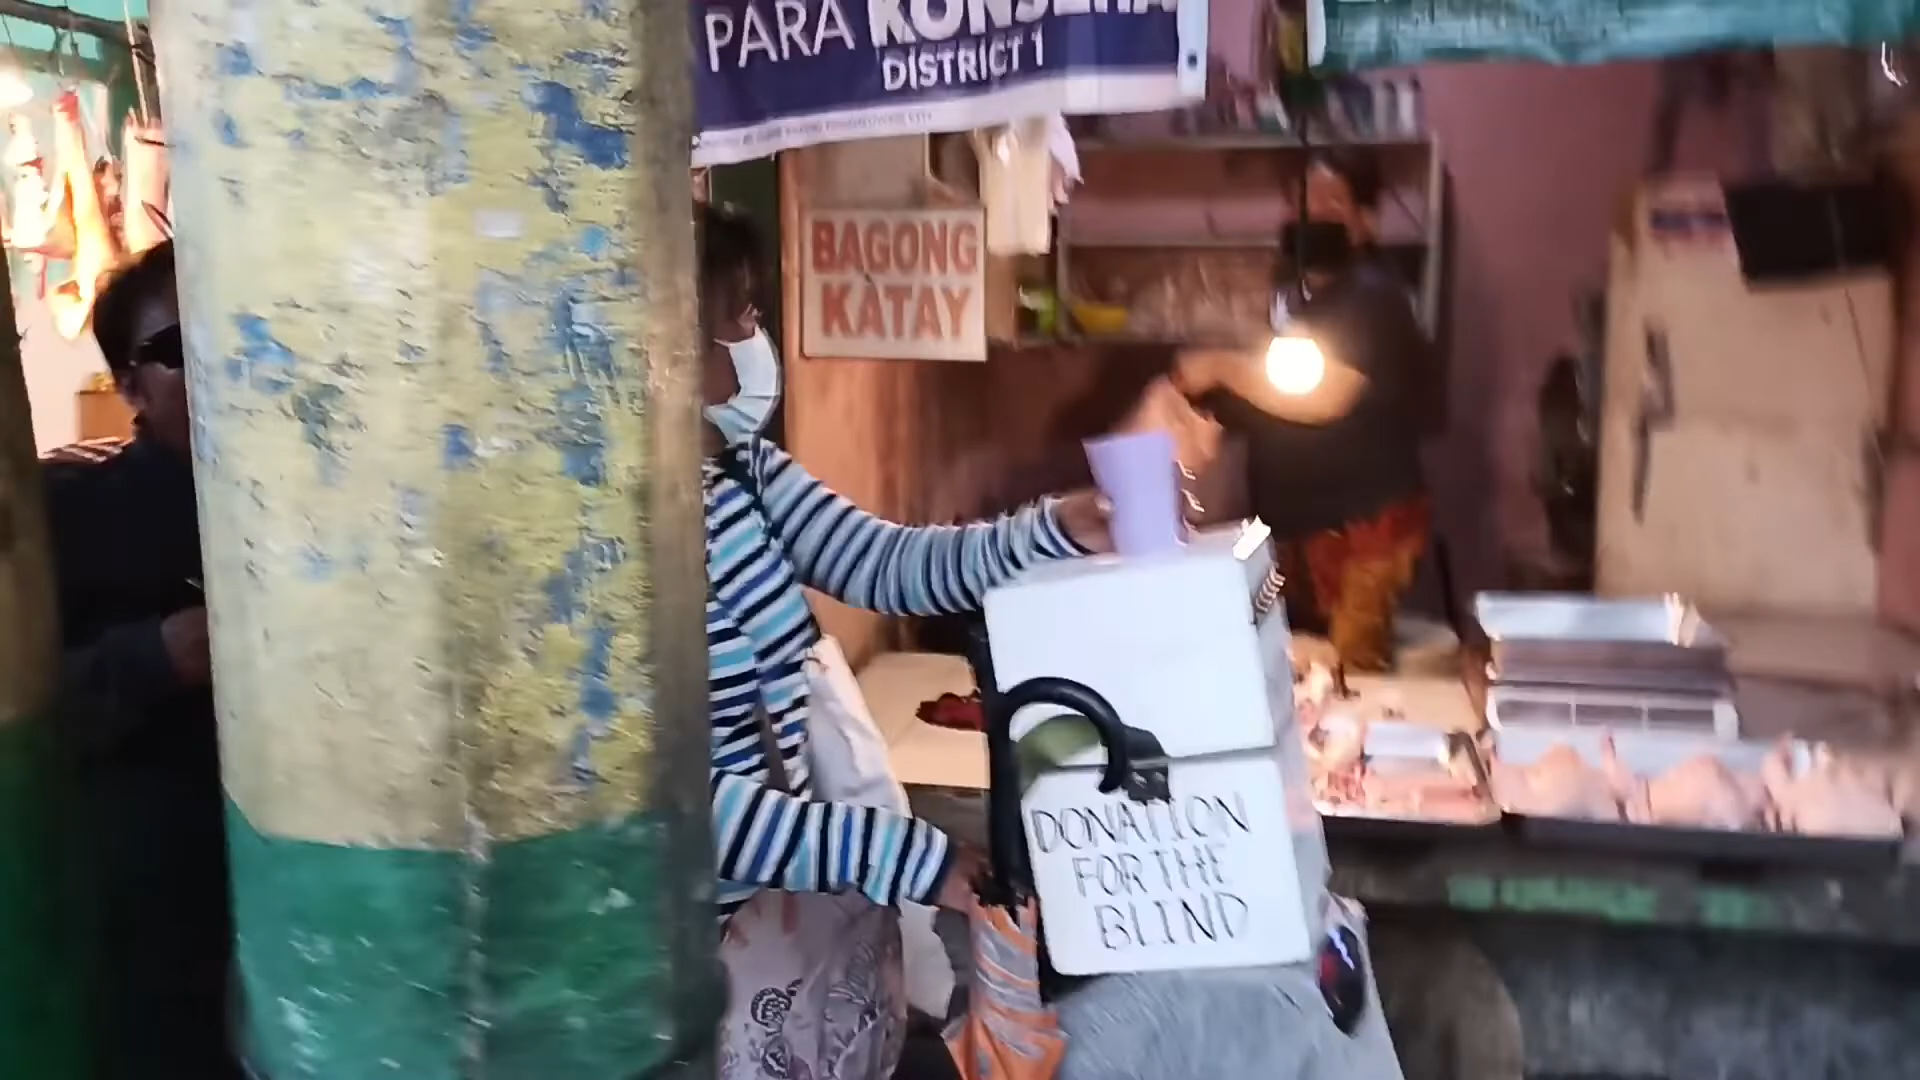 PARA
DISTRICT 1
BAGONG
KATAY
DONATION
FOR THE
BLIND